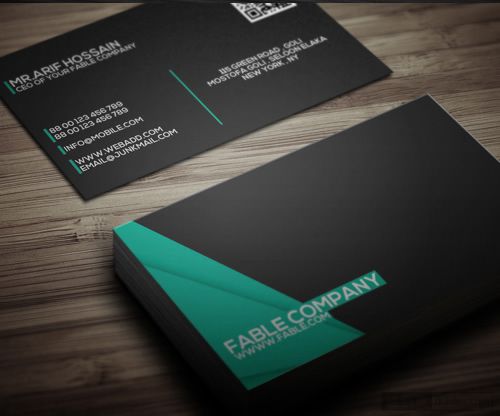 MR.ARIF HOSSAIN
CEO OF YOUR FABLE COMPANY
88 00 123 456 789
88 00 123 456 789
INFO@MOBILE.COM
WWW.WEBADD.COM
EMAIL@JUNKMAIL.COM
115 GREEN ROAD , GOLI
MOSTOFA GOLI , SELOON ELAKA
NEW YORK , NY
FABLE COMPANY
WWW.FABLE.COM